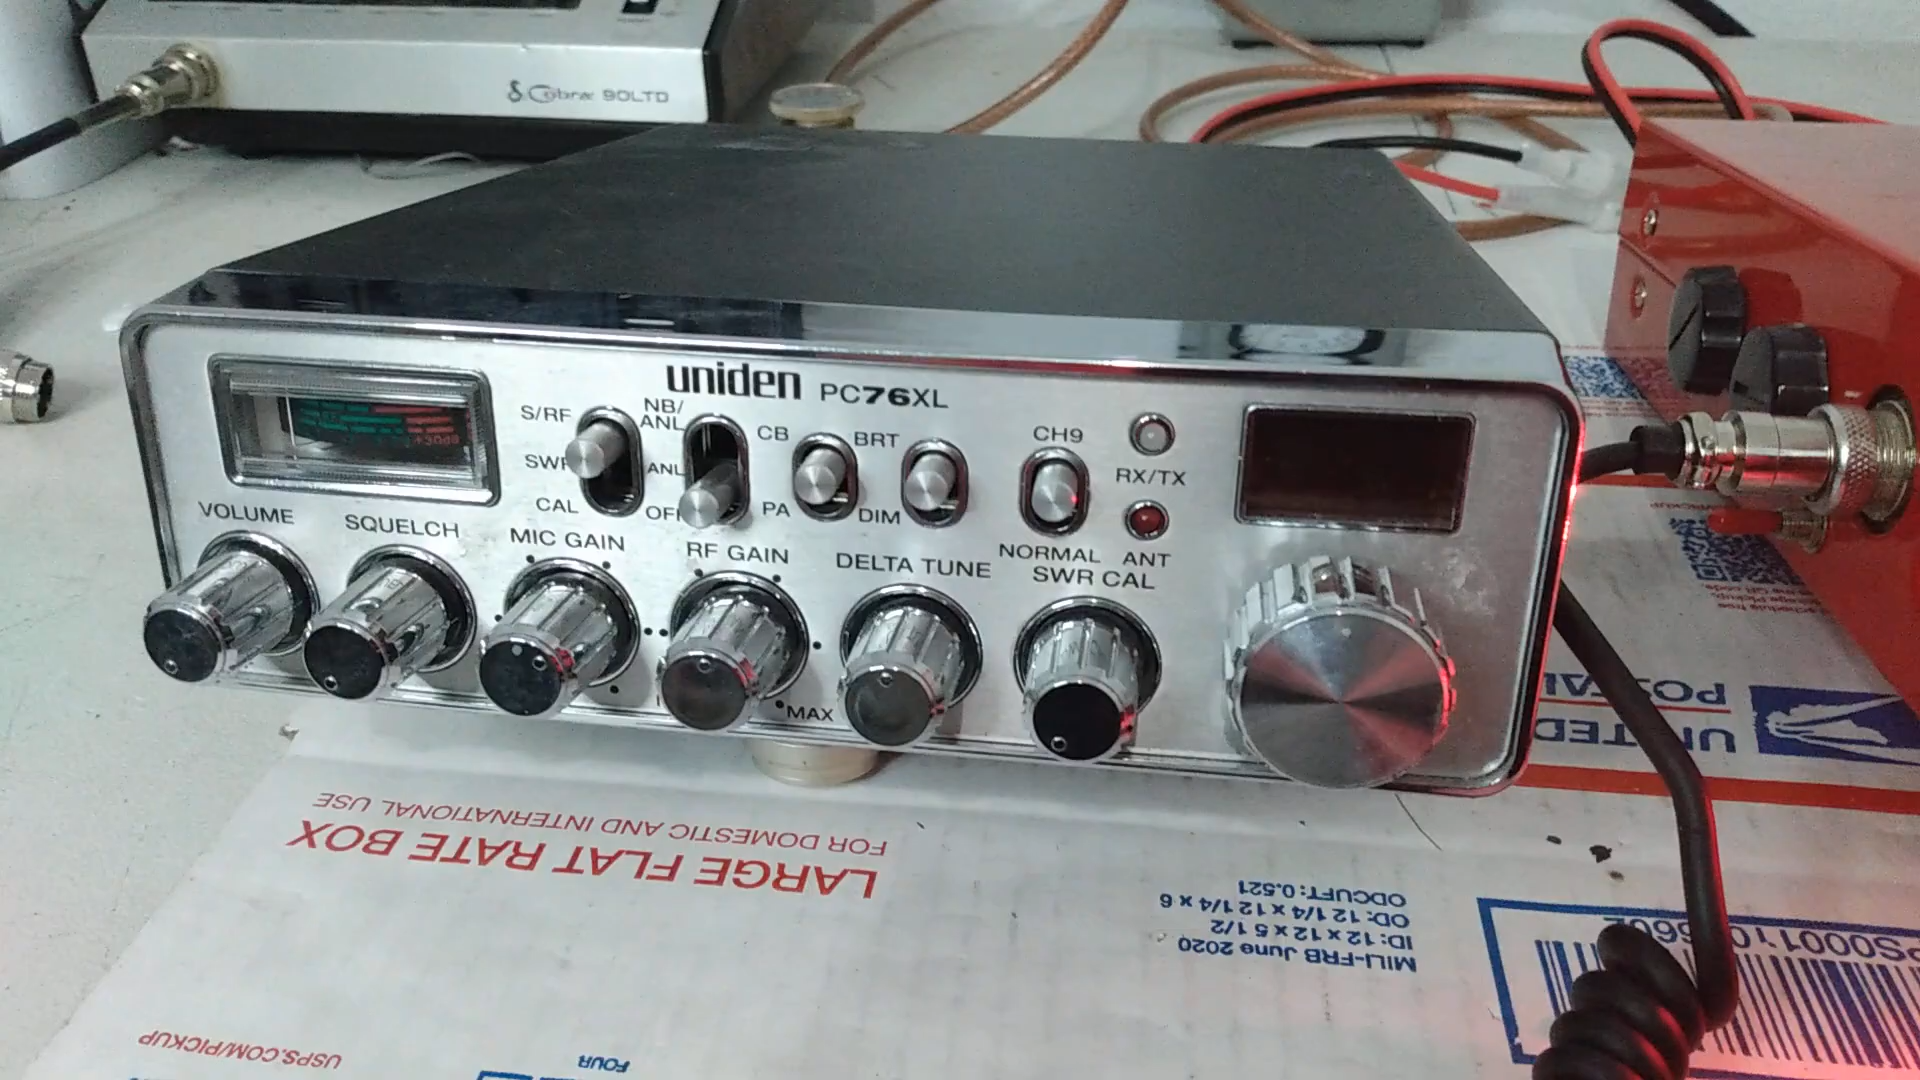 Cobra 90LTD
uniden PC76XL
S/RF
SWR
CAL
NB/
ANL
ANL
OFF
CB
PA
BRT
DIM
CH9
NORMAL
RX/TX
ANT
VOLUME
SQUELCH
MIC GAIN
RF GAIN
DELTA TUNE
SWR CAL
MAX
UNITED
POSTAL
LARGE FLAT RATE BOX
FOR DOMESTIC AND INTERNATIONAL USE
MILI-FRB June 2020
ID: 12 x 12 x 5 1/2
OD: 12 1/4 x 12 1/4 x 6
ODCUFT: 0.521
USPS.COM/PICKUP
FOUR